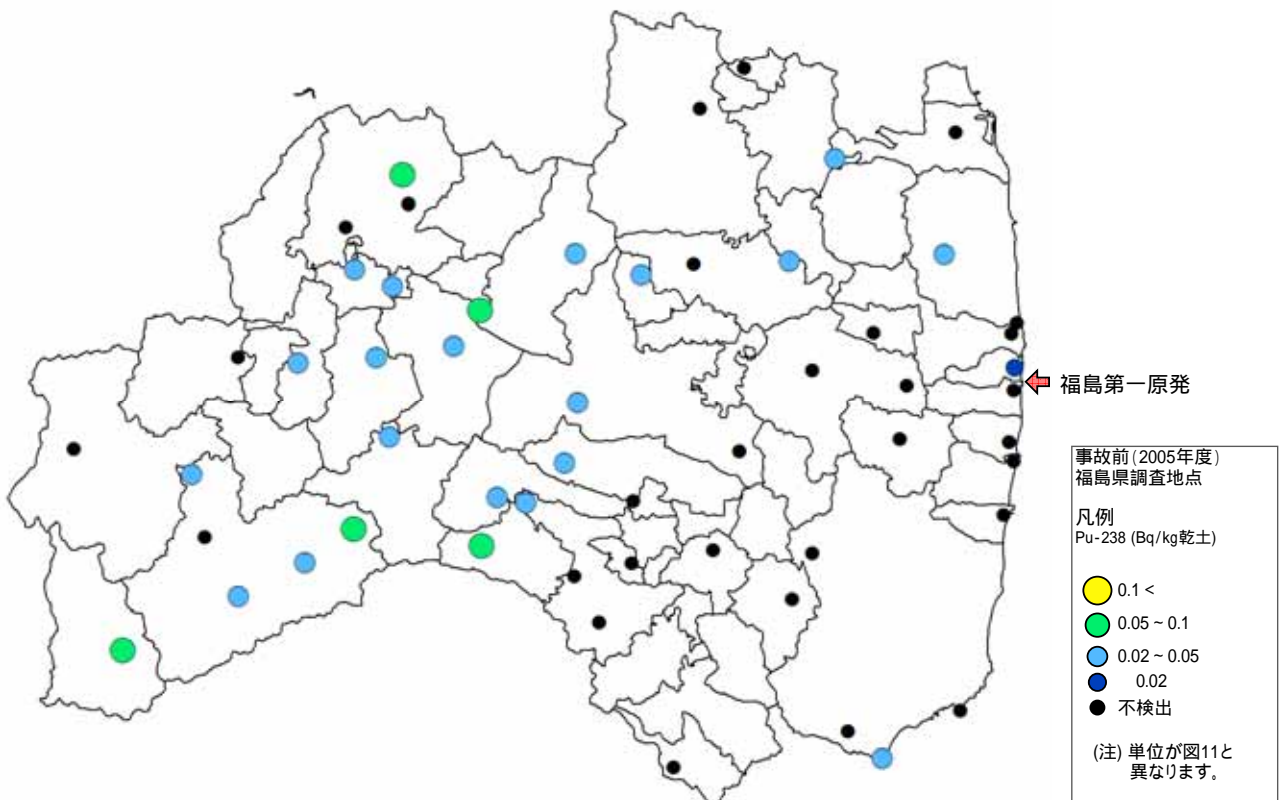 福島第一原発
事故前(2005年度)
福島県調査地点
凡例
Pu-238 (Bq/kg乾土)
0.1 <
0.05 ~ 0.1
0.02 ~ 0.05
0.02
不検出
(注) 単位が図11と
異なります。